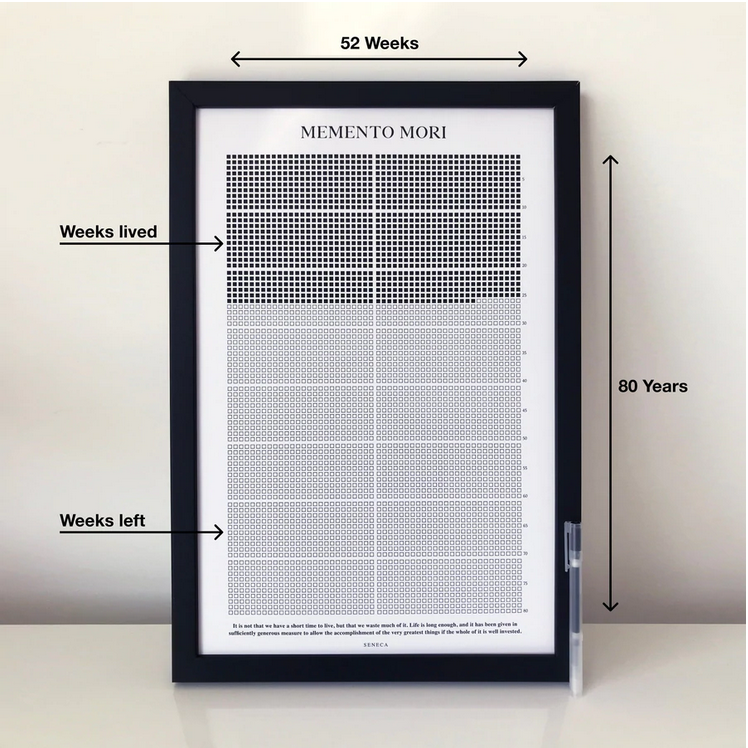 52 Weeks
MEMENTO MORI
5
10
Weeks lived
15
20
25
30
35
40
80 Years
45
50
60
Weeks left
65
70
75
80
It is not that we have a short time to live, but that we waste much of it. Life is long enough, and it has been given in
sufficiently generous measure to allow the accomplishment of the very greatest things if the whole of it is well invested.
SENECA